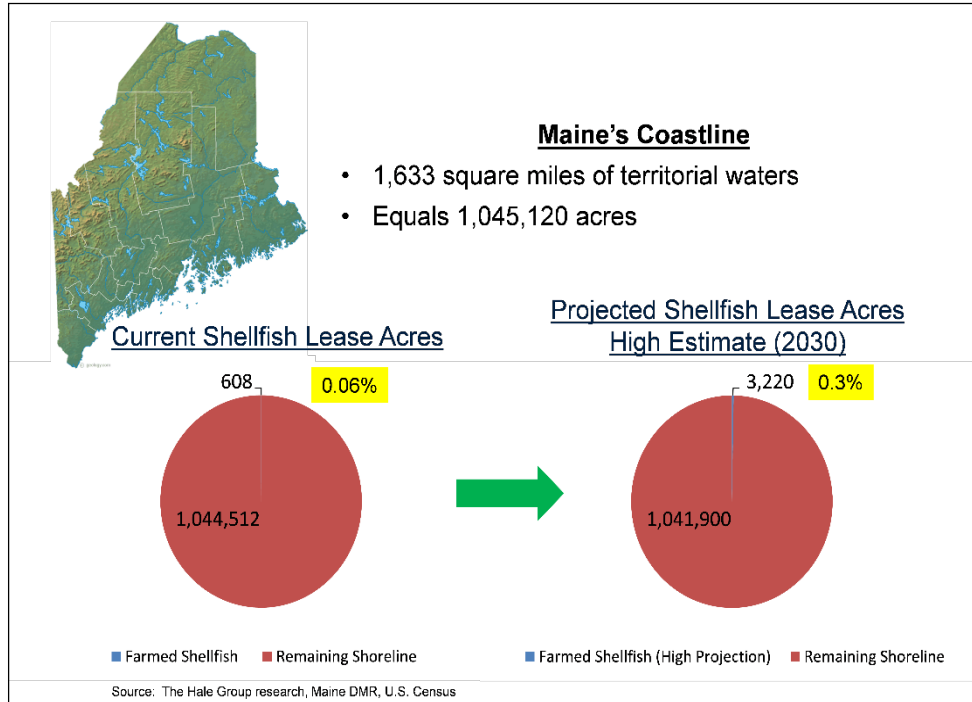 Maine's Coastline
• 1,633 square miles of territorial waters
• Equals 1,045,120 acres
Current Shellfish Lease Acres
608
0.06%
1,044,512
Farmed Shellfish
Remaining Shoreline
Projected Shellfish Lease Acres
High Estimate (2030)
3,220
0.3%
1,041,900
Farmed Shellfish (High Projection)
Remaining Shoreline
Source: The Hale Group research, Maine DMR, U.S. Census